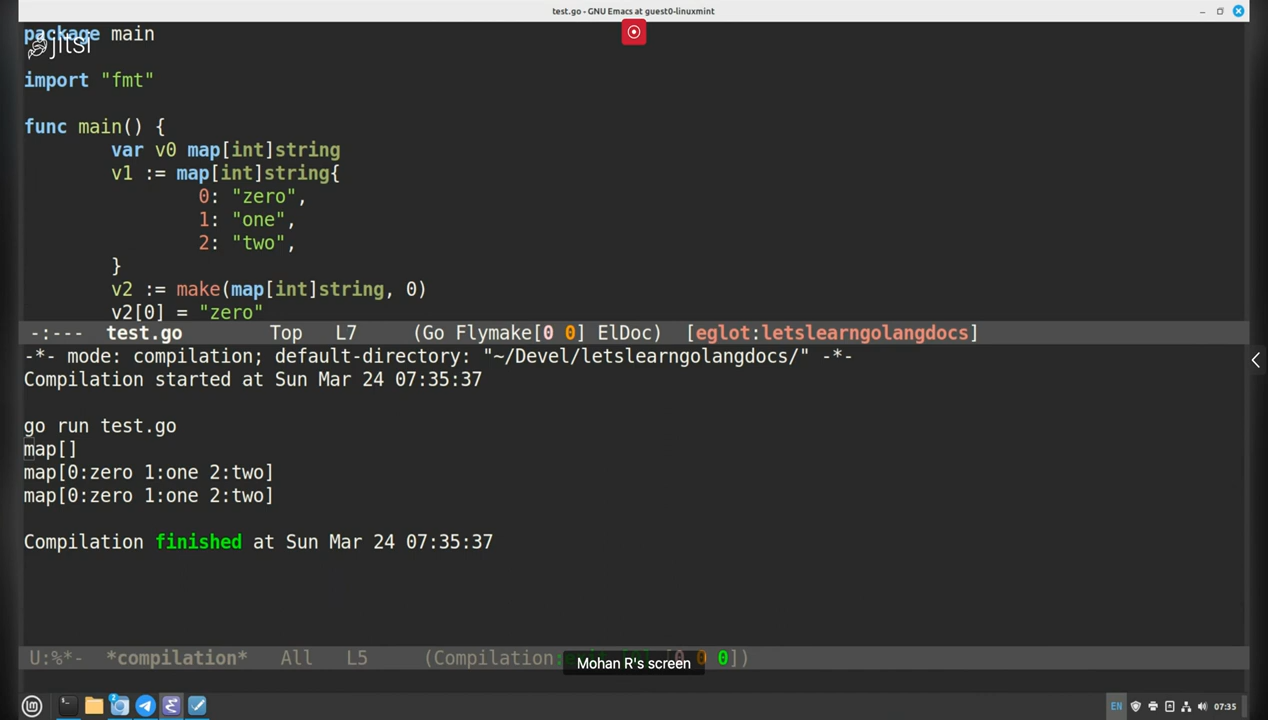 test.go - GNU Emacs at guest0-linuxmint
package main
jitsi
import "fmt"
func main() {
var v0 map[int]string
v1 := map[int]string{
0: "zero",
1: "one",
2: "two",
}
v2 := make(map[int]string, 0)
v2[0] = "zero"
-:--- test.go Top L7 (Go Flymake[0 0] ElDoc) [eglot:letslearngolangdocs]
-*- mode: compilation; default-directory: "~/Devel/letslearngolangdocs/" -*-
Compilation started at Sun Mar 24 07:35:37
go run test.go
map[]
map[0:zero 1:one 2:two]
map[0:zero 1:one 2:two]
Compilation finished at Sun Mar 24 07:35:37
U:%*- *compilation* All L5 (Compilation: 0 0 0])
Mohan R's screen
2
EN
07:35